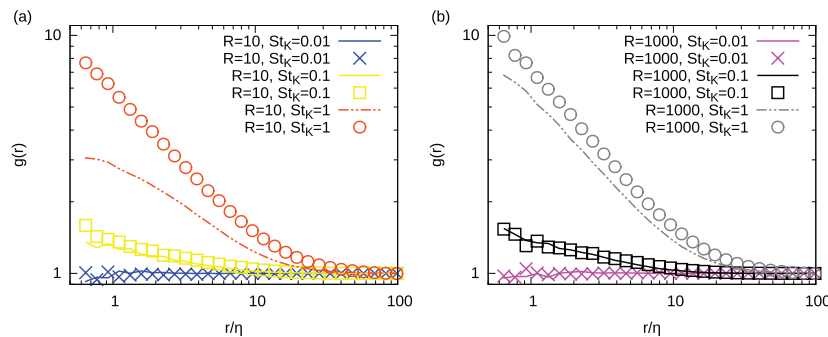 (a)
10
R=10, StK=0.01
R=10, StK=0.01
R=10, StK=0.1
R=10, StK=0.1
R=10, StK=1
R=10, StK=1
g(r)
1
1
10
100
r/η
(b)
10
R=1000, StK=0.01
R=1000, StK=0.01
R=1000, StK=0.1
R=1000, StK=0.1
R=1000, StK=1
R=1000, StK=1
g(r)
1
1
10
100
r/η